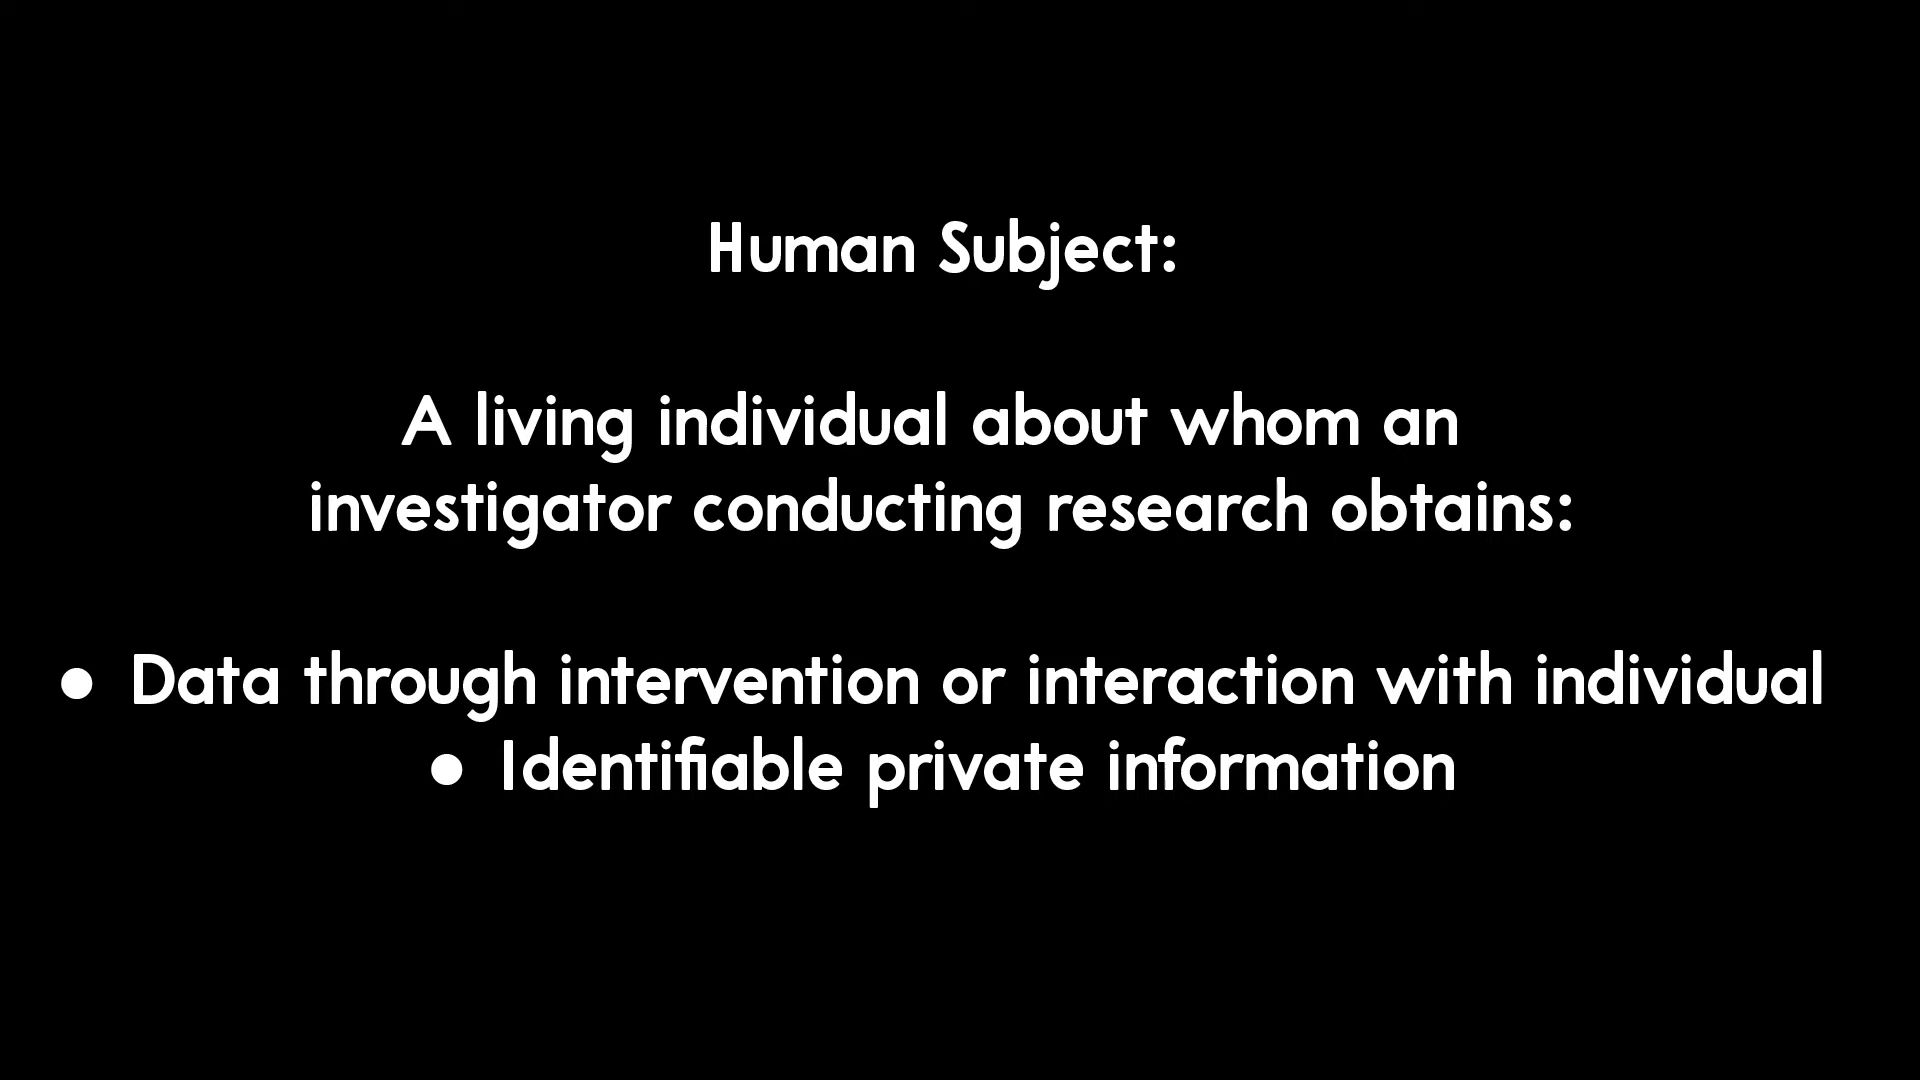 Human Subject:
A living individual about whom an
investigator conducting research obtains:
● Data through intervention or interaction with individual
● Identifiable private information